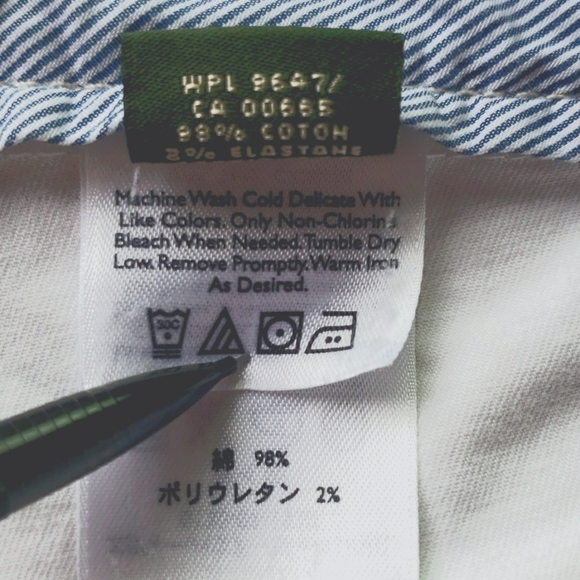 WPL 9647/
CA 00665
98% COTON
2% ELASTANE
Machine Wash Cold Delicate With
Like Colors. Only Non-Chlorine
Bleach When Needed. Tumble Dry
Low. Remove Promptly. Warm Iron
As Desired.
30C
綿 98%
ポリウレタン 2%